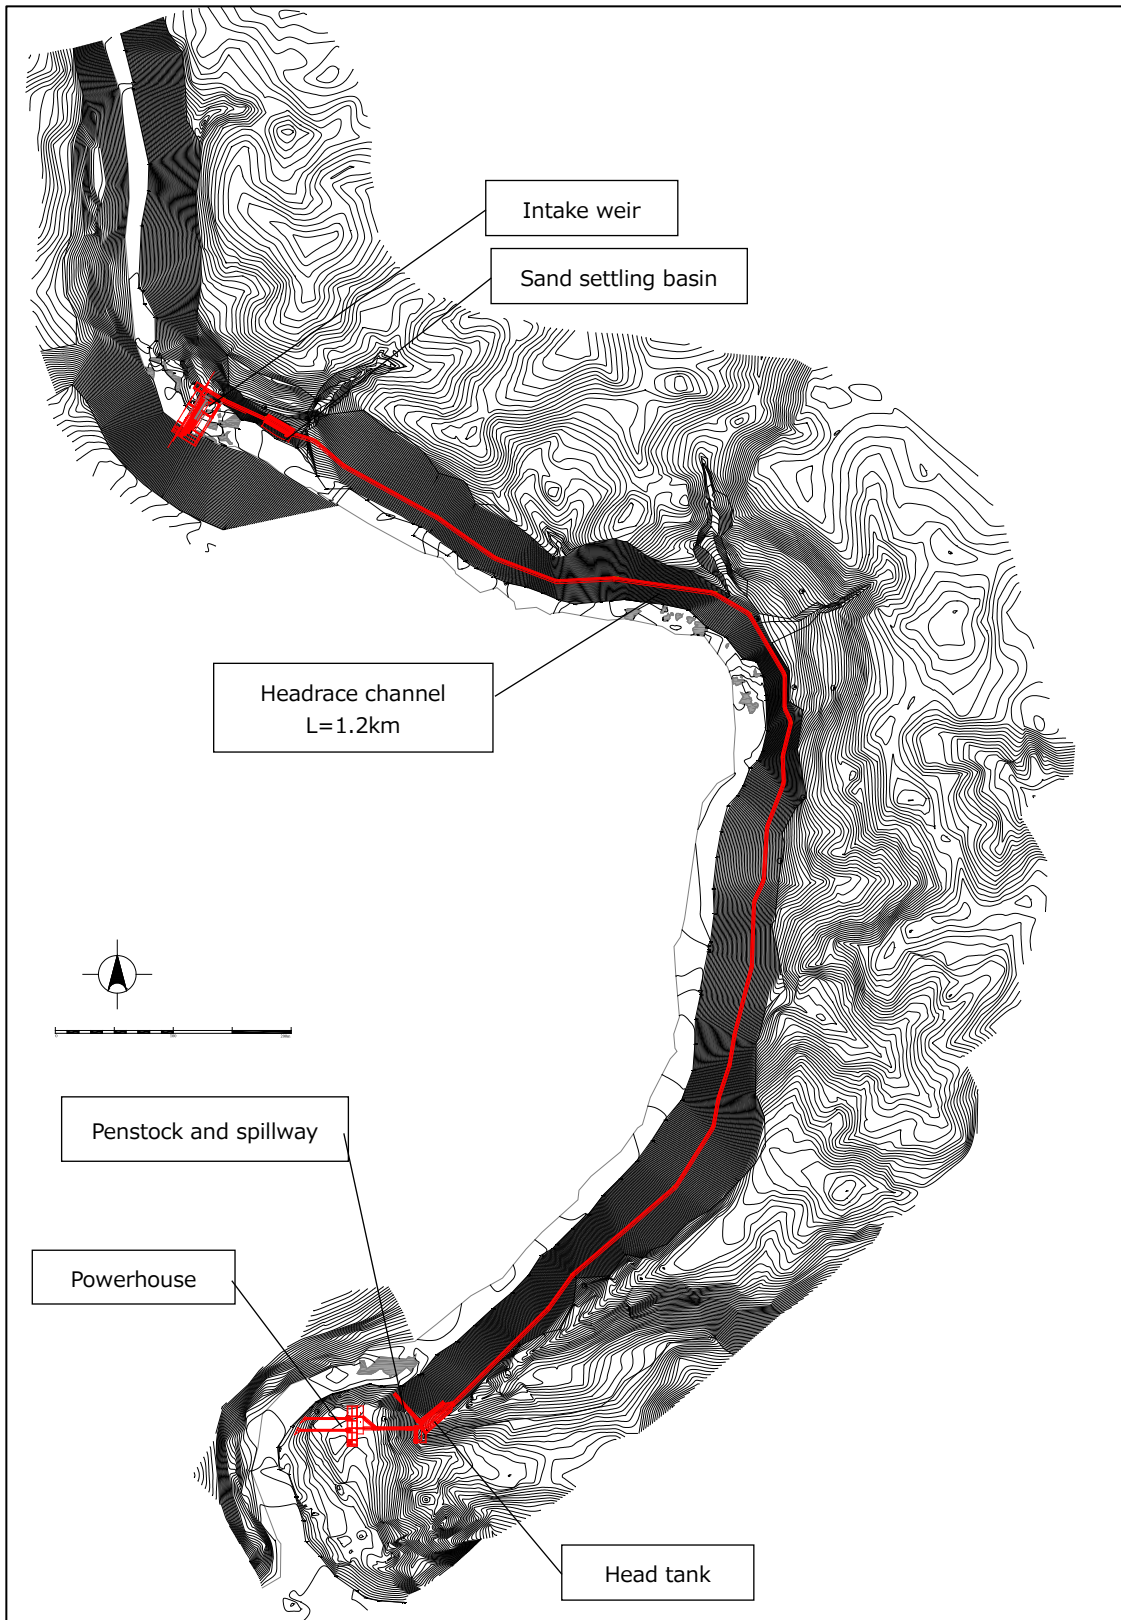 Intake weir
Sand settling basin
Headrace channel
L=1.2km
Penstock and spillway
Powerhouse
Head tank